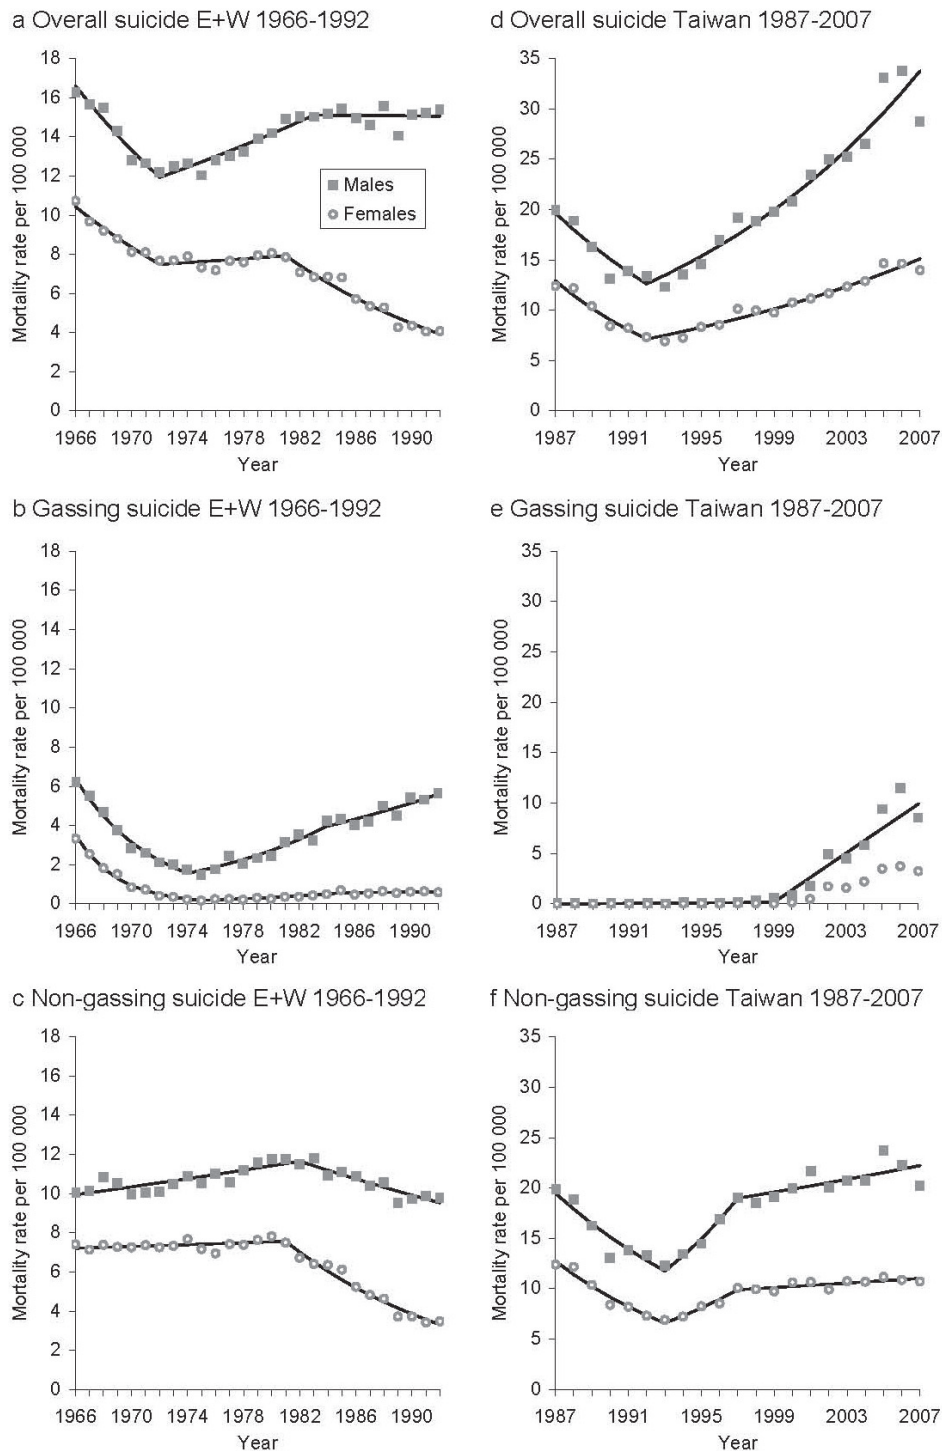 a Overall suicide E+W 1966-1992
18
16
14
12
10
8
6
4
2
0
Mortality rate per 100 000
Males
Females
1966 1970 1974 1978 1982 1986 1990
Year
d Overall suicide Taiwan 1987-2007
35
30
25
20
15
10
5
0
Mortality rate per 100 000
1987 1991 1995 1999 2003 2007
Year
b Gassing suicide E+W 1966-1992
18
16
14
12
10
8
6
4
2
0
Mortality rate per 100 000
1966 1970 1974 1978 1982 1986 1990
Year
e Gassing suicide Taiwan 1987-2007
35
30
25
20
15
10
5
0
Mortality rate per 100 000
1987 1991 1995 1999 2003 2007
Year
c Non-gassing suicide E+W 1966-1992
18
16
14
12
10
8
6
4
2
0
Mortality rate per 100 000
1966 1970 1974 1978 1982 1986 1990
Year
f Non-gassing suicide Taiwan 1987-2007
35
30
25
20
15
10
5
0
Mortality rate per 100 000
1987 1991 1995 1999 2003 2007
Year